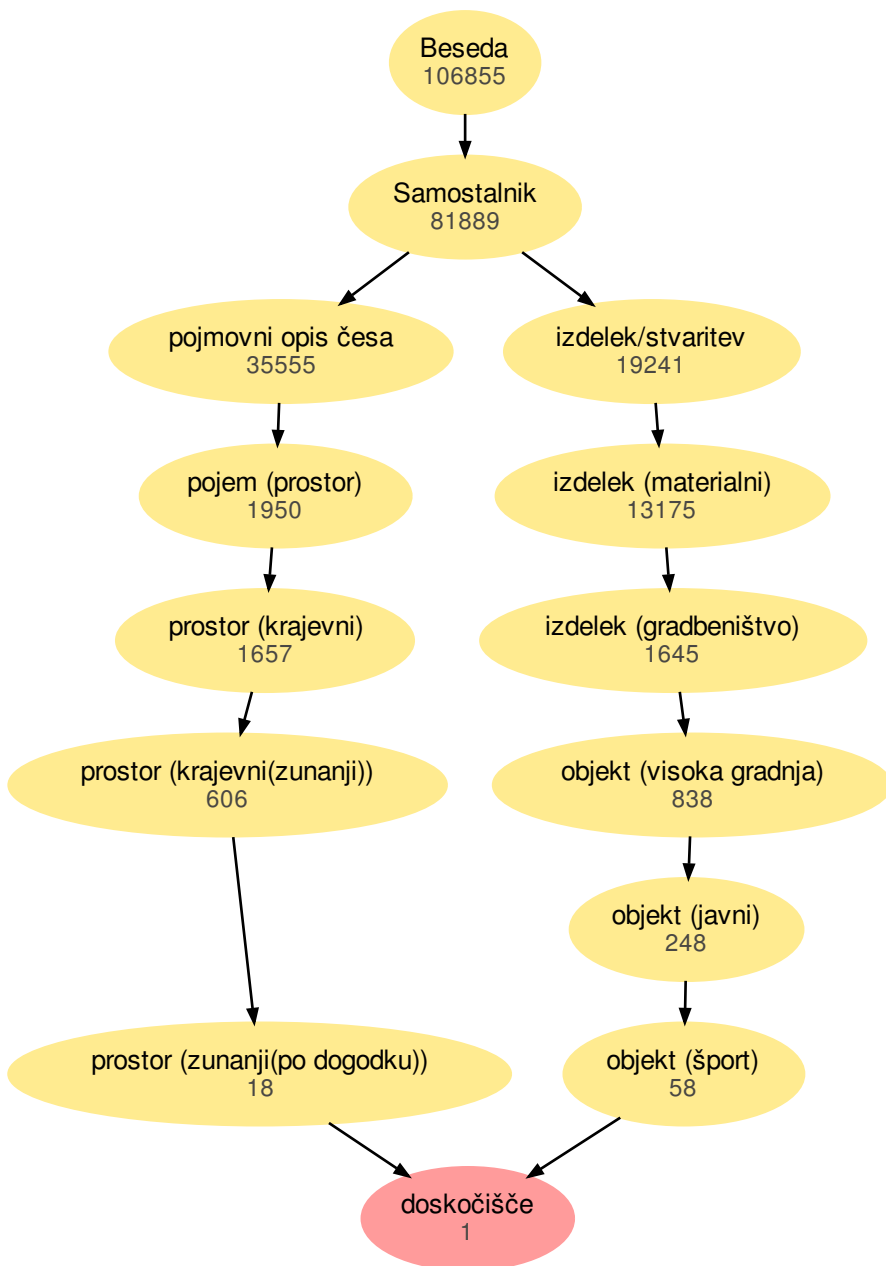 Beseda
106855
Samostalnik
81889
pojmovni opis česa
35555
izdelek/stvaritev
19241
pojem (prostor)
1950
izdelek (materialni)
13175
prostor (krajevni)
1657
izdelek (gradbeništvo)
1645
prostor (krajevni(zunanji))
606
objekt (visoka gradnja)
838
objekt (javni)
248
prostor (zunanji(po dogodku))
18
objekt (šport)
58
doskočišče
1